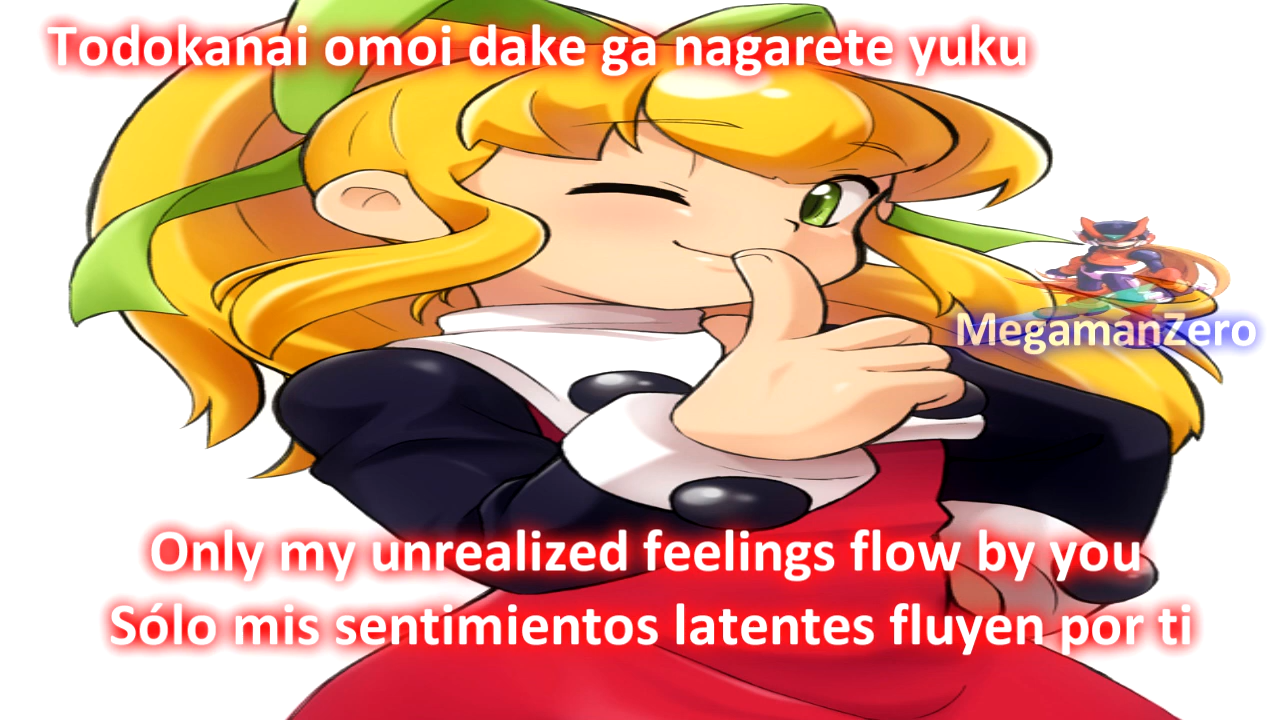 Todokanai omoi dake ga nagarete yuku
MegamanZero
Only my unrealized feelings flow by you
Sólo mis sentimientos latentes fluyen por ti